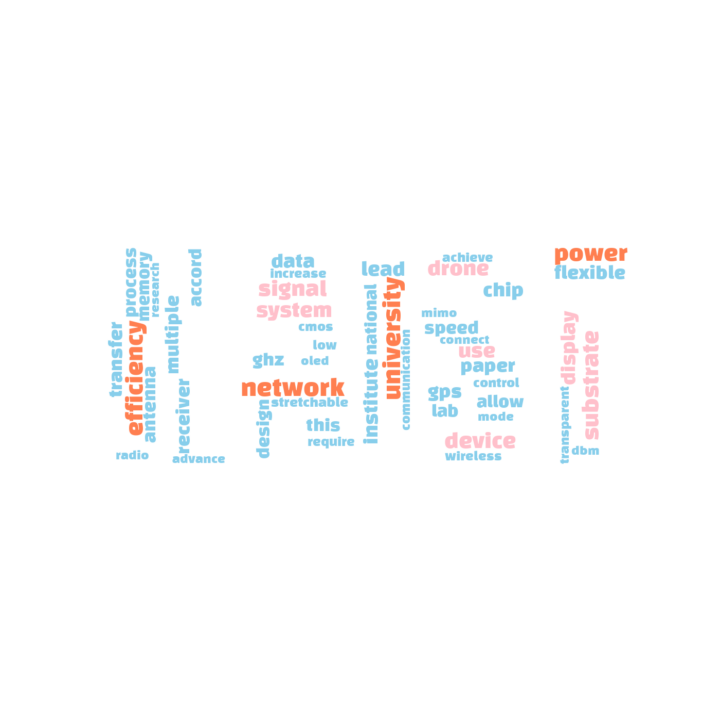 process
memory
research
accord
transfer
efficiency
antenna
multiple
receiver
radio
advance
data
increase
signal
system
cmos
low
ghz
oled
network
stretchable
design
this
require
lead
national
institute
university
communication
achieve
drone
chip
mimo
speed
connect
use
paper
control
gps
allow
lab
mode
device
wireless
power
flexible
display
substrate
transparent
dbm